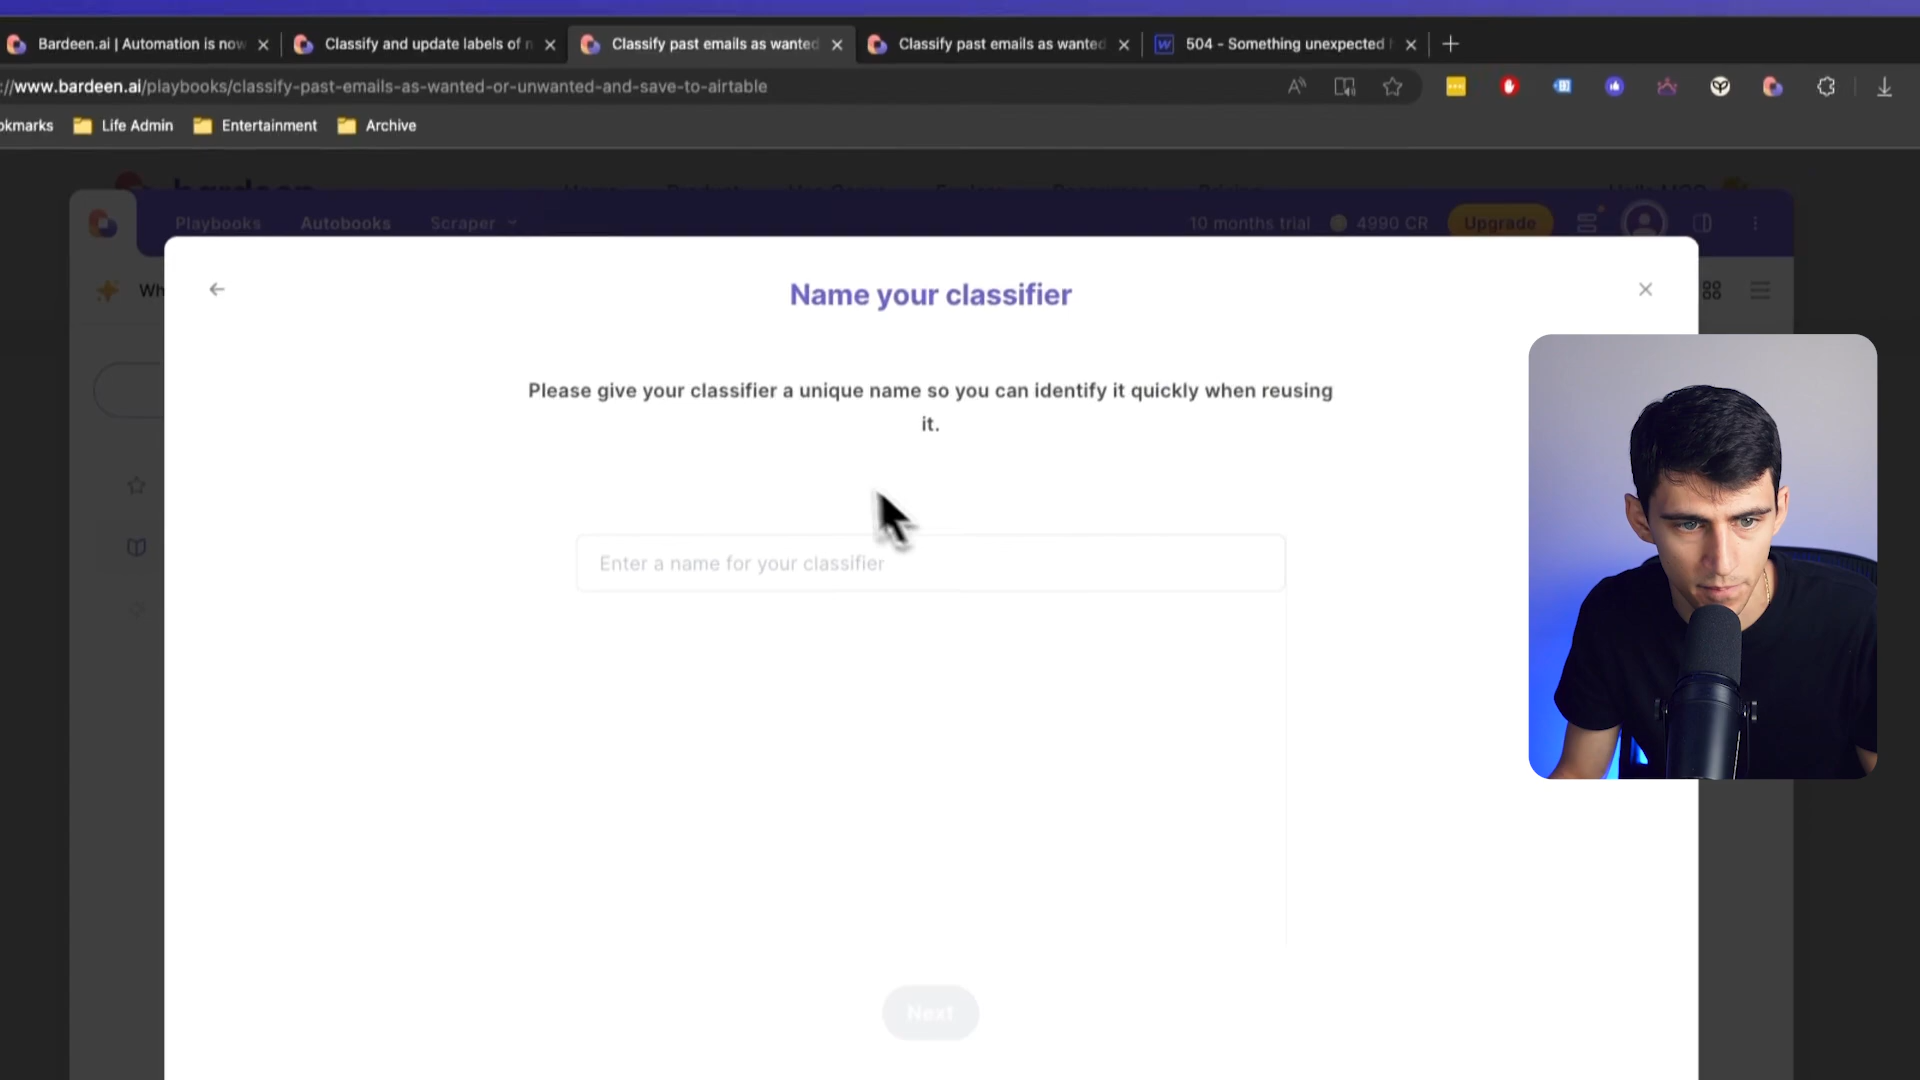 Bardeen.ai | Automation is now
Classify and update labels of n
Classify past emails as wanted
Classify past emails as wanted
504 - Something unexpected h
://www.bardeen.ai/playbooks/classify-past-emails-as-wanted-or-unwanted-and-save-to-airtable
okmarks
Life Admin
Entertainment
Archive
Playbooks
Autobooks
Scraper
10 months trial
4990 CR
Upgrade
Wh
Name your classifier
Please give your classifier a unique name so you can identify it quickly when reusing
it.
Enter a name for your classifier
Next